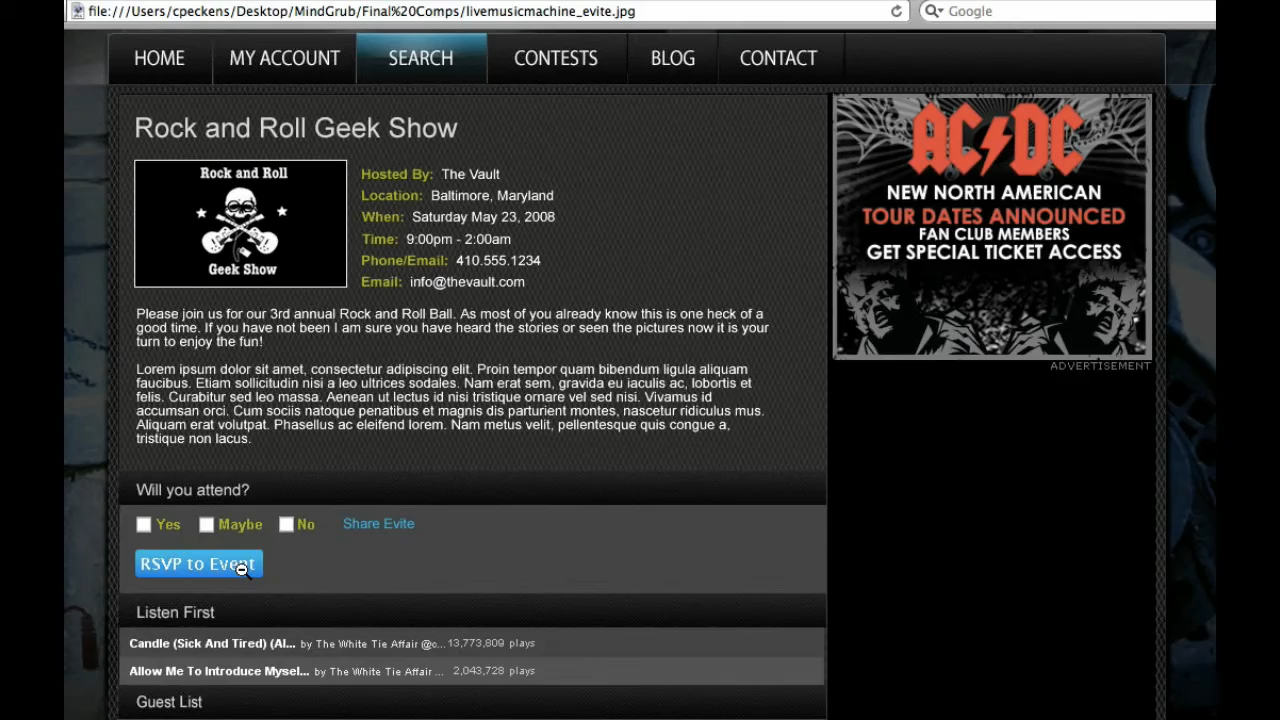 file:///Users/cpeckens/Desktop/MindGrub/Final%20Comps/livemusicmachine_evite.jpg
Google
HOME MY ACCOUNT SEARCH CONTESTS BLOG CONTACT
Rock and Roll Geek Show
Rock and Roll
Geek Show
Hosted By: The Vault
Location: Baltimore, Maryland
When: Saturday May 23, 2008
Time: 9:00pm - 2:00am
Phone/Email: 410.555.1234
Email: info@thevault.com
Please join us for our 3rd annual Rock and Roll Ball. As most of you already know this is one heck of a
good time. If you have not been I am sure you have heard the stories or seen the pictures now it is your
turn to enjoy the fun!
Lorem ipsum dolor sit amet, consectetur adipiscing elit. Proin tempor quam bibendum ligula aliquam
faucibus. Etiam sollicitudin nisi a leo ultrices sodales. Nam erat sem, gravida eu iaculis ac, lobortis et
felis. Curabitur sed leo massa. Aenean ut lectus id nisi tristique ornare vel sed nisi. Vivamus id
accumsan orci. Cum sociis natoque penatibus et magnis dis parturient montes, nascetur ridiculus mus.
Aliquam erat volutpat. Phasellus ac eleifend lorem. Nam metus velit, pellentesque quis congue a,
tristique non lacus.
Will you attend?
Yes Maybe No Share Evite
RSVP to Event
Listen First
Candle (Sick And Tired) (Al... by The White Tie Affair @c... 13,773,809 plays
Allow Me To Introduce Mysel... by The White Tie Affair ... 2,043,728 plays
Guest List
AC DC
NEW NORTH AMERICAN
TOUR DATES ANNOUNCED
FAN CLUB MEMBERS
GET SPECIAL TICKET ACCESS
ADVERTISEMENT